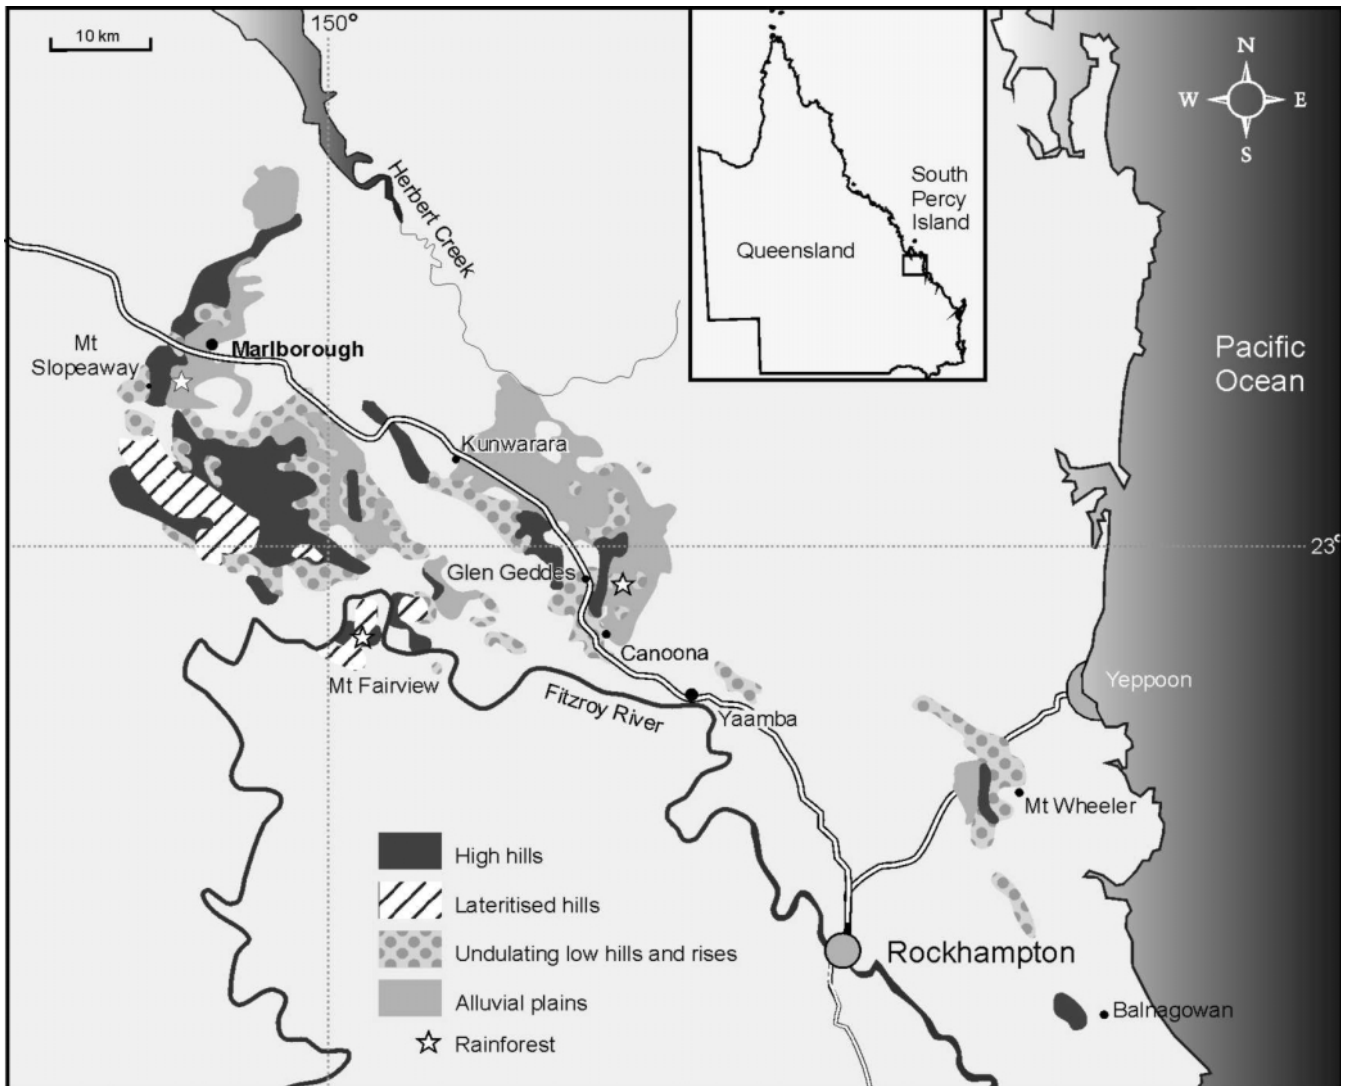 10 km
150°
N
W
E
S
Herbert Creek
South
Percy
Island
Queensland
Pacific
Ocean
Mt
Slopeaway
Marlborough
Kunwarara
23°
Glen Geddes
Canoona
Mt Fairview
Fitzroy River
Yaamba
Yeppoon
Mt Wheeler
High hills
Lateritised hills
Undulating low hills and rises
Alluvial plains
Rainforest
Rockhampton
Balnagowan